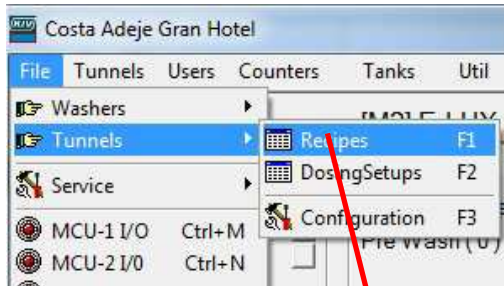 Costa Adeje Gran Hotel
File Tunnels Users Counters Tanks Util
Washers
Tunnels
Recipes F1
DosingSetups F2
Service
Configuration F3
MCU-1 I/O Ctrl+M
MCU-2 I/0 Ctrl+N
Pre Wash ( 0 )